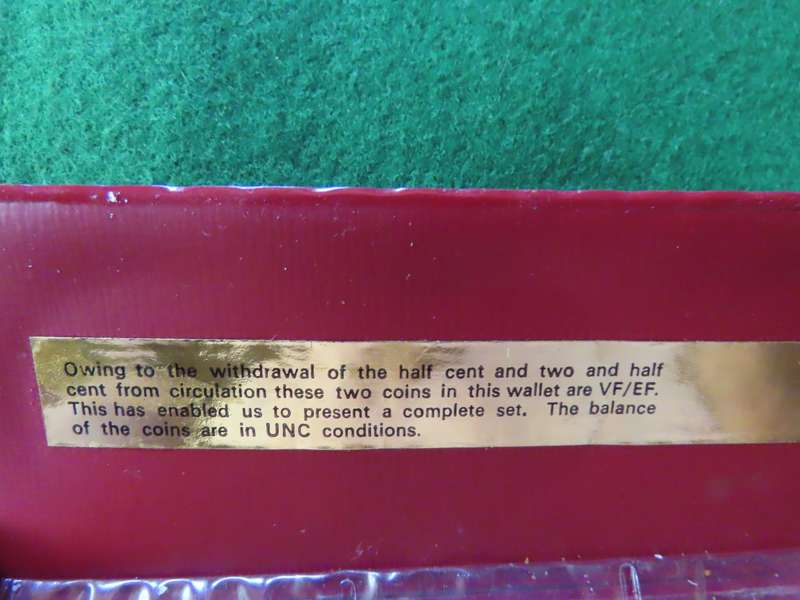 Owing to the withdrawal of the half cent and two and half
cent from circulation these two coins in this wallet are VF/EF.
This has enabled us to present a complete set. The balance
of the coins are in UNC conditions.